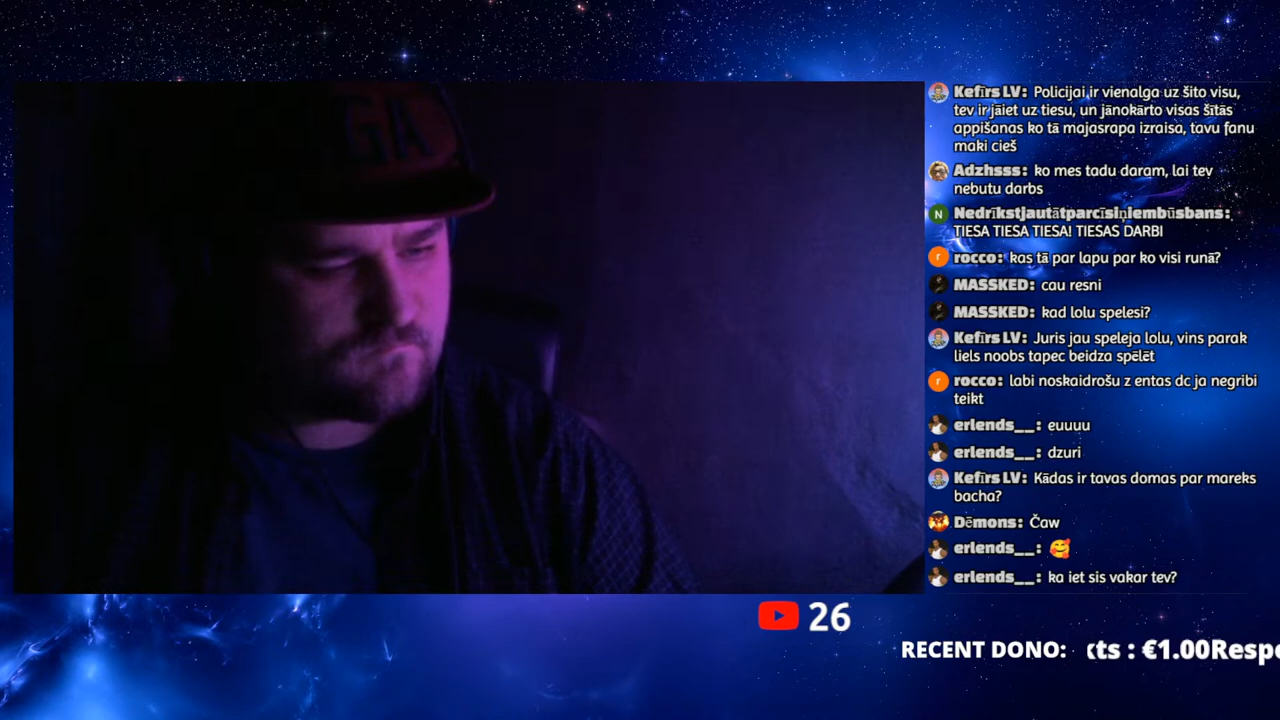 GA
Kefīrs LV: Policijai ir vienalga uz šito visu,
tev ir jāiet uz tiesu, un jānokārto visas šītās
appišanas ko tā majasrapa izraisa, tavu fanu
maki cieš
Adzhsss: ko mes tadu daram, lai tev
nebutu darbs
N
Nedrīkstjautātparcīsiņiembūsbans:
TIESA TIESA TIESA! TIESAS DARBI
r
rocco: kas tā par lapu par ko visi runā?
MASSKED: cau resni
MASSKED: kad lolu spelesi?
Kefīrs LV: Juris jau speleja lolu, vins parak
liels noobs tapec beidza spēlēt
r
rocco: labi noskaidrošu z entas dc ja negribi
teikt
erlends__: euuuu
erlends__: dzuri
Kefīrs LV: Kādas ir tavas domas par mareks
bacha?
Dēmons: Čaw
erlends__: 🥰
erlends__: ka iet sis vakar tev?
26
RECENT DONO: ts : €1.00Respe